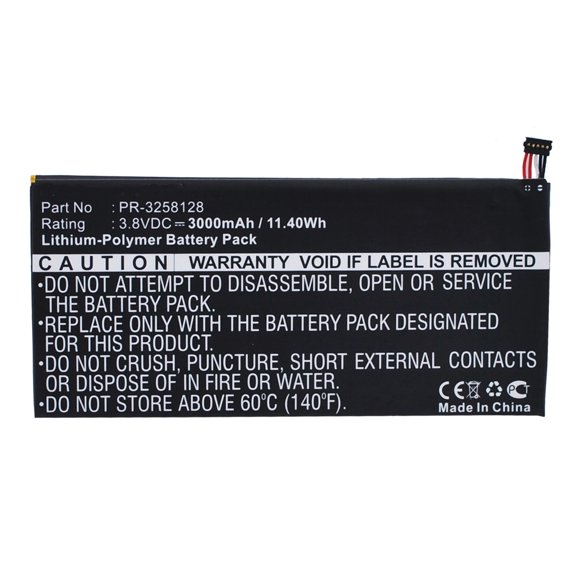 Part No : PR-3258128
Rating : 3.8VDC ⎓ 3000mAh / 11.40Wh
Lithium-Polymer Battery Pack
CAUTION WARRANTY VOID IF LABEL IS REMOVED
•DO NOT ATTEMPT TO DISASSEMBLE, OPEN OR SERVICE
THE BATTERY PACK.
•REPLACE ONLY WITH THE BATTERY PACK DESIGNATED
FOR THIS PRODUCT.
•DO NOT CRUSH, PUNCTURE, SHORT EXTERNAL CONTACTS
OR DISPOSE OF IN FIRE OR WATER.
•DO NOT STORE ABOVE 60°C (140°F)
CE
Made In China